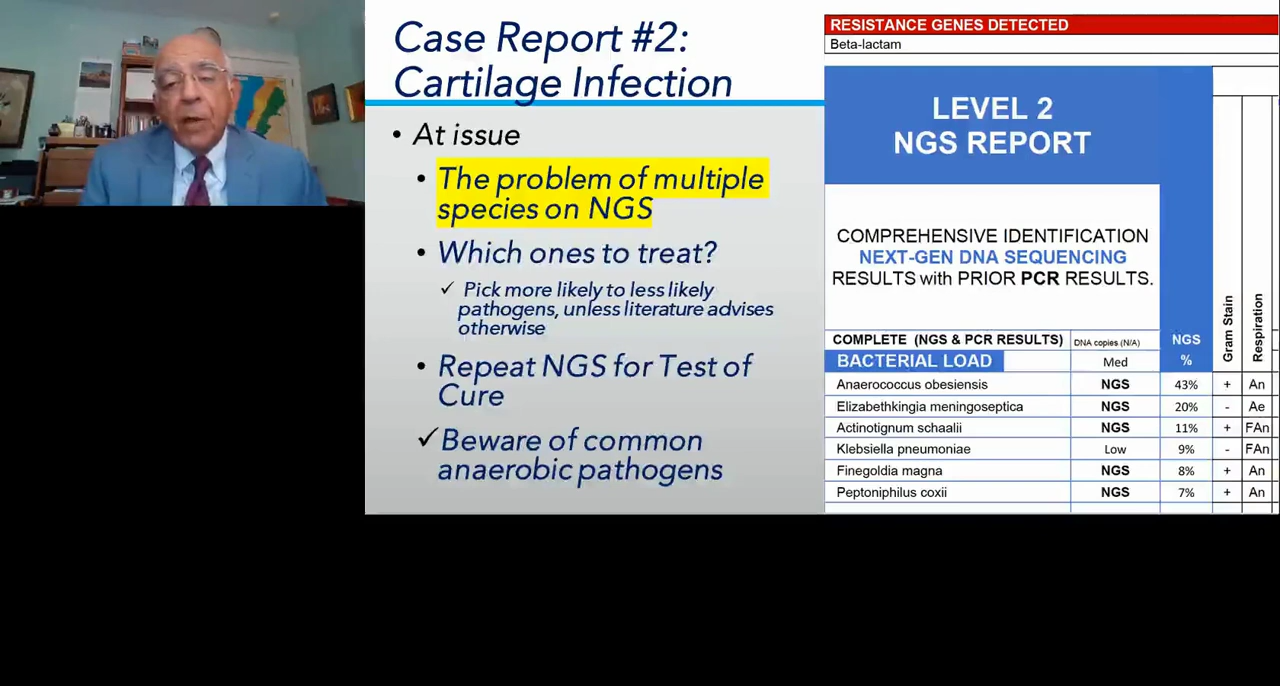 Case Report #2:
Cartilage Infection
• At issue
• The problem of multiple
species on NGS
• Which ones to treat?
✓ Pick more likely to less likely
pathogens, unless literature advises
otherwise
• Repeat NGS for Test of
Cure
✓ Beware of common
anaerobic pathogens
RESISTANCE GENES DETECTED
Beta-lactam
LEVEL 2
NGS REPORT
COMPREHENSIVE IDENTIFICATION
NEXT-GEN DNA SEQUENCING
RESULTS with PRIOR PCR RESULTS.
COMPLETE (NGS & PCR RESULTS) DNA copies (N/A) NGS Gram Stain Respiration
BACTERIAL LOAD Med %
Anaerococcus obesiensis NGS 43% + An
Elizabethkingia meningoseptica NGS 20% - Ae
Actinotignum schaalii NGS 11% + FAn
Klebsiella pneumoniae Low 9% - FAn
Finegoldia magna NGS 8% + An
Peptoniphilus coxii NGS 7% + An